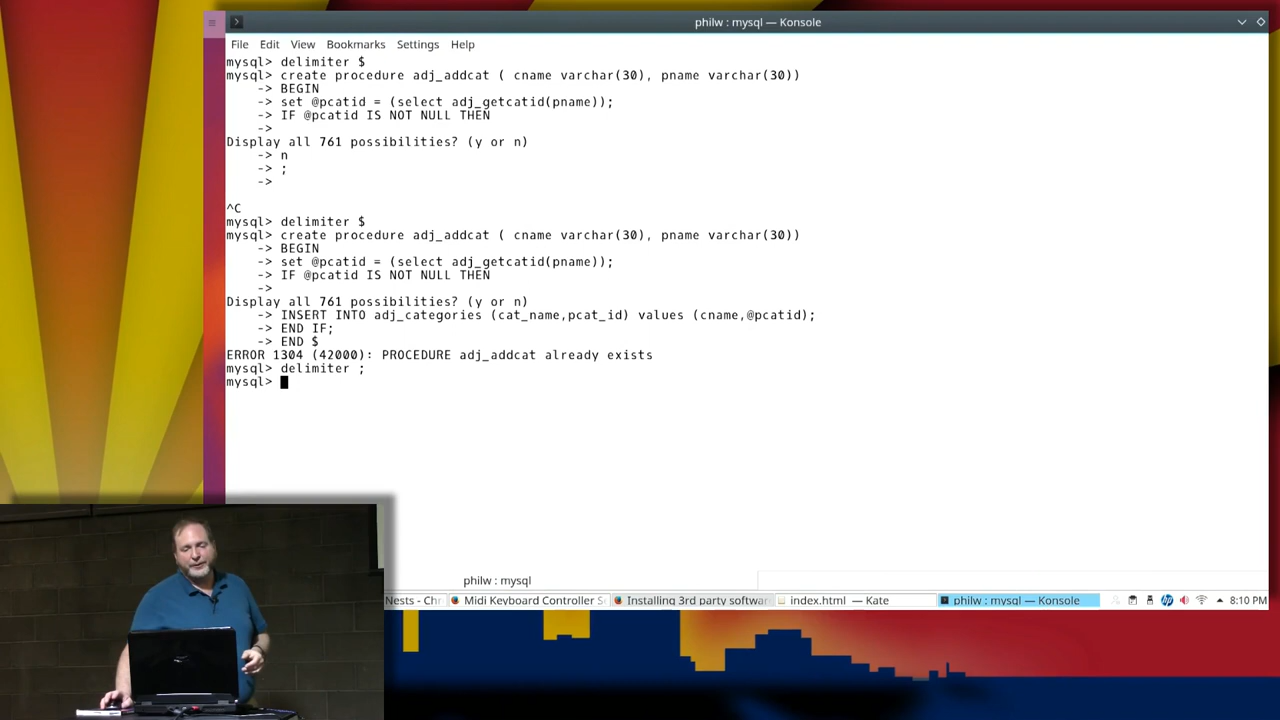 philw : mysql — Konsole
File Edit View Bookmarks Settings Help
mysql> delimiter $
mysql> create procedure adj_addcat ( cname varchar(30), pname varchar(30))
-> BEGIN
-> set @pcatid = (select adj_getcatid(pname));
-> IF @pcatid IS NOT NULL THEN
->
Display all 761 possibilities? (y or n)
-> n
-> ;
->
^C
mysql> delimiter $
mysql> create procedure adj_addcat ( cname varchar(30), pname varchar(30))
-> BEGIN
-> set @pcatid = (select adj_getcatid(pname));
-> IF @pcatid IS NOT NULL THEN
->
Display all 761 possibilities? (y or n)
-> INSERT INTO adj_categories (cat_name,pcat_id) values (cname,@pcatid);
-> END IF;
-> END $
ERROR 1304 (42000): PROCEDURE adj_addcat already exists
mysql> delimiter ;
mysql>
philw : mysql
Nests - Chr Midi Keyboard Controller S Installing 3rd party softwar index.html — Kate philw : mysql — Konsole 8:10 PM